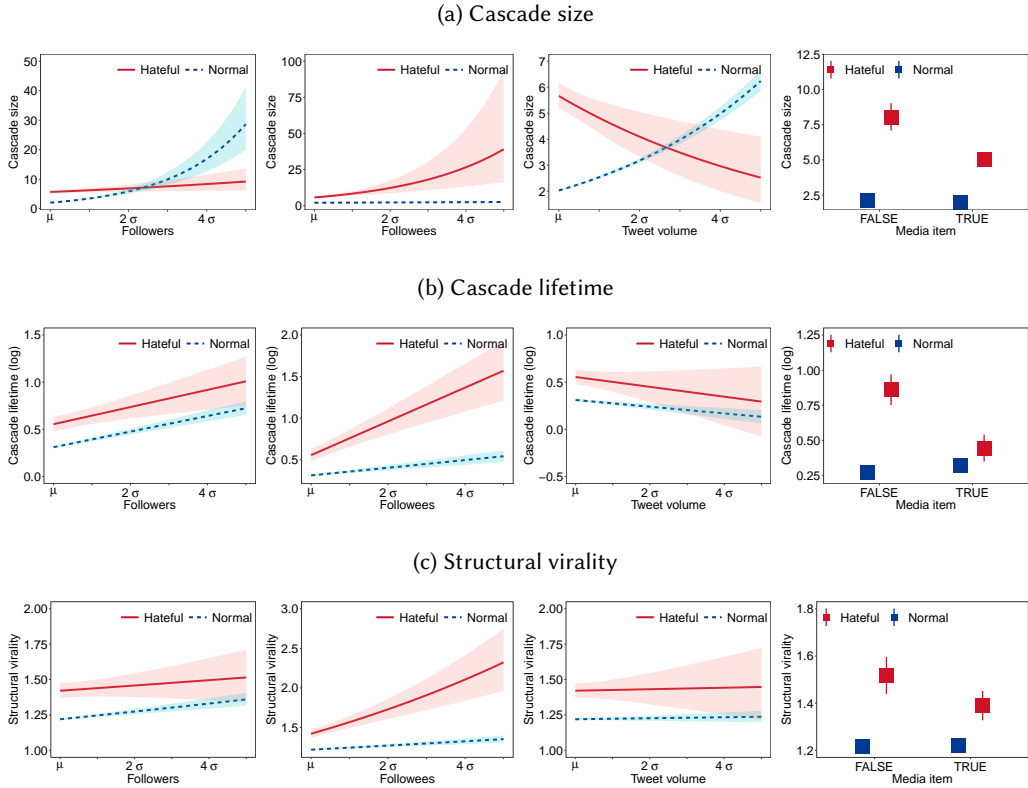 (a) Cascade size
Cascade size
50
40
30
20
10
0
Hateful Normal
μ 2 σ 4 σ
Followers
Cascade size
100
75
50
25
0
Hateful Normal
μ 2 σ 4 σ
Followees
Cascade size
7
6
5
4
3
2
Hateful Normal
μ 2 σ 4 σ
Tweet volume
Cascade size
12.5
10.0
7.5
5.0
2.5
Hateful Normal
FALSE TRUE
Media item
(b) Cascade lifetime
Cascade lifetime (log)
1.5
1.0
0.5
0.0
Hateful Normal
μ 2 σ 4 σ
Followers
Cascade lifetime (log)
2.0
1.5
1.0
0.5
Hateful Normal
μ 2 σ 4 σ
Followees
Cascade lifetime (log)
1.0
0.5
0.0
−0.5
Hateful Normal
μ 2 σ 4 σ
Tweet volume
Cascade lifetime (log)
1.25
1.00
0.75
0.50
0.25
Hateful Normal
FALSE TRUE
Media item
(c) Structural virality
Structural virality
2.00
1.75
1.50
1.25
1.00
Hateful Normal
μ 2 σ 4 σ
Followers
Structural virality
3.0
2.5
2.0
1.5
Hateful Normal
μ 2 σ 4 σ
Followees
Structural virality
2.00
1.75
1.50
1.25
1.00
Hateful Normal
μ 2 σ 4 σ
Tweet volume
Structural virality
1.8
1.6
1.4
1.2
Hateful Normal
FALSE TRUE
Media item